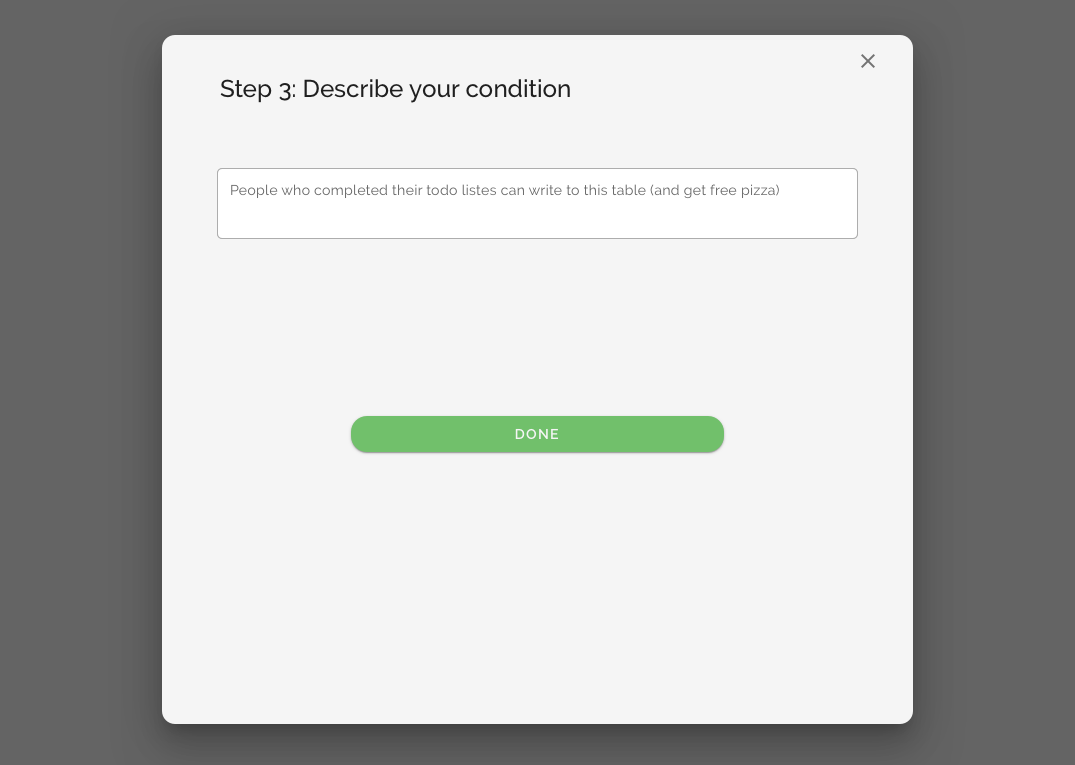 Step 3: Describe your condition
People who completed their todo listes can write to this table (and get free pizza)
DONE